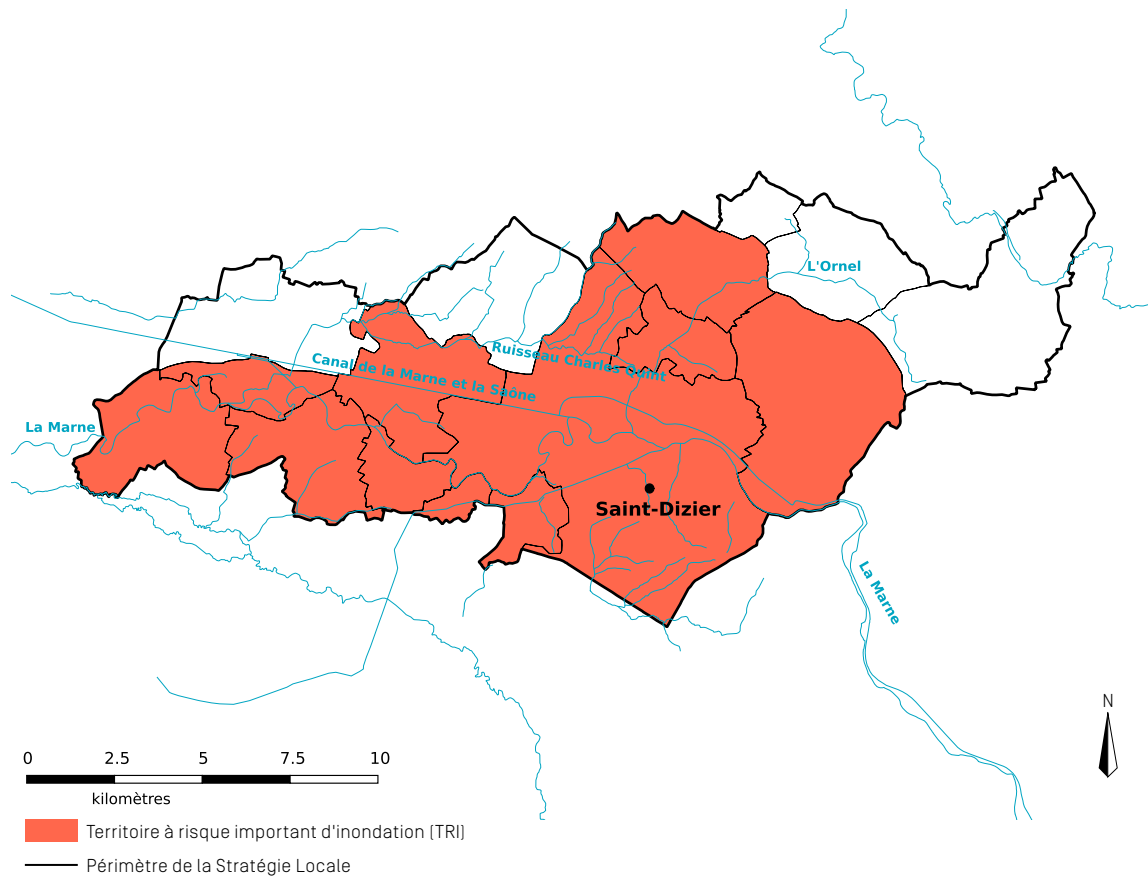 L'Ornel
Ruisseau Charles Quint
Canal de la Marne et la Saône
La Marne
Saint-Dizier
La Marne
N
0 2.5 5 7.5 10
kilomètres
Territoire à risque important d'inondation (TRI)
Périmètre de la Stratégie Locale